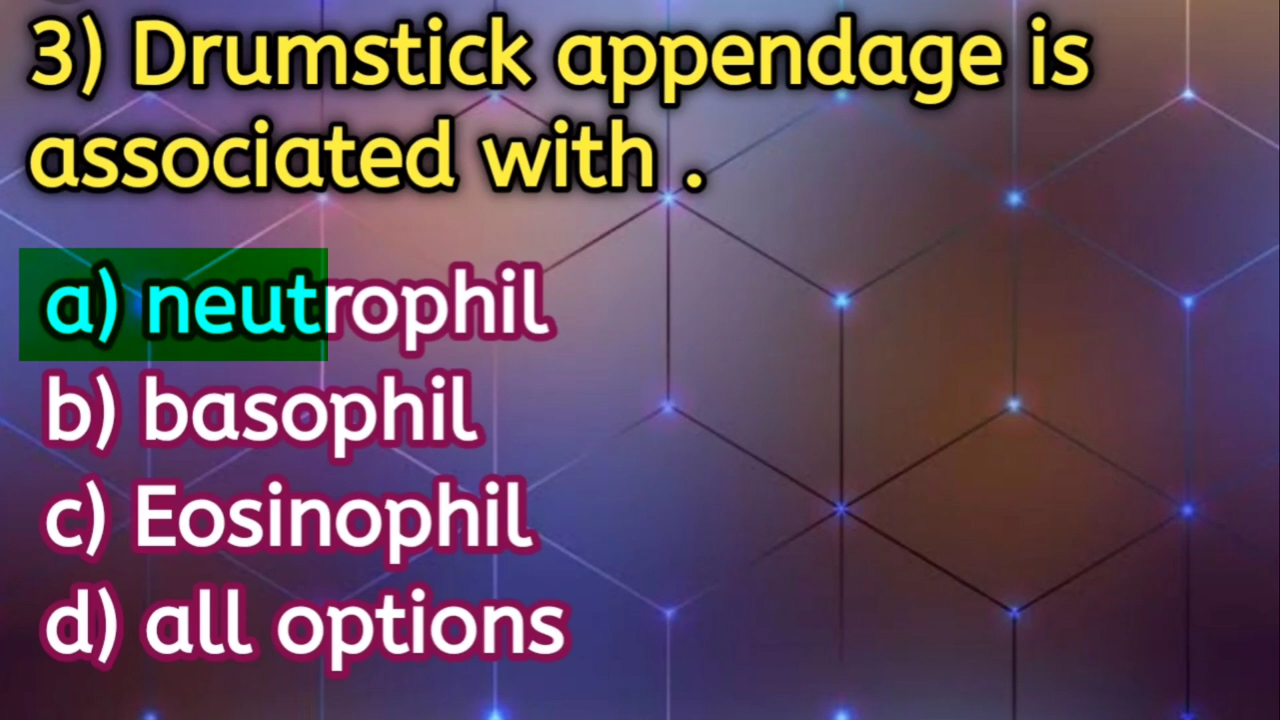 3) Drumstick appendage is
associated with .
a) neutrophil
b) basophil
c) Eosinophil
d) all options